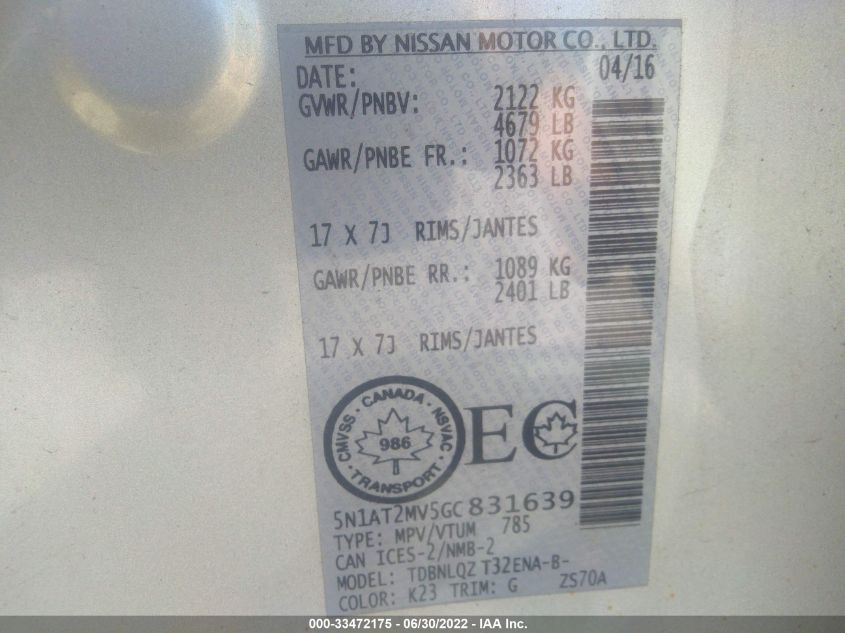 MFD BY NISSAN MOTOR CO., LTD.
DATE: 04/16
GVWR/PNBV: 2122 KG
4679 LB
GAWR/PNBE FR.: 1072 KG
2363 LB
17 X 7J RIMS/JANTES
GAWR/PNBE RR.: 1089 KG
2401 LB
17 X 7J RIMS/JANTES
CMVSS · CANADA · NSVAC
986
· TRANSPORT ·
EC
5N1AT2MV5GC831639
TYPE: MPV/VTUM 785
CAN ICES-2/NMB-2
MODEL: TDBNLQZ T32ENA-B-
COLOR: K23 TRIM: G ZS70A
000-33472175 - 06/30/2022 - IAA Inc.